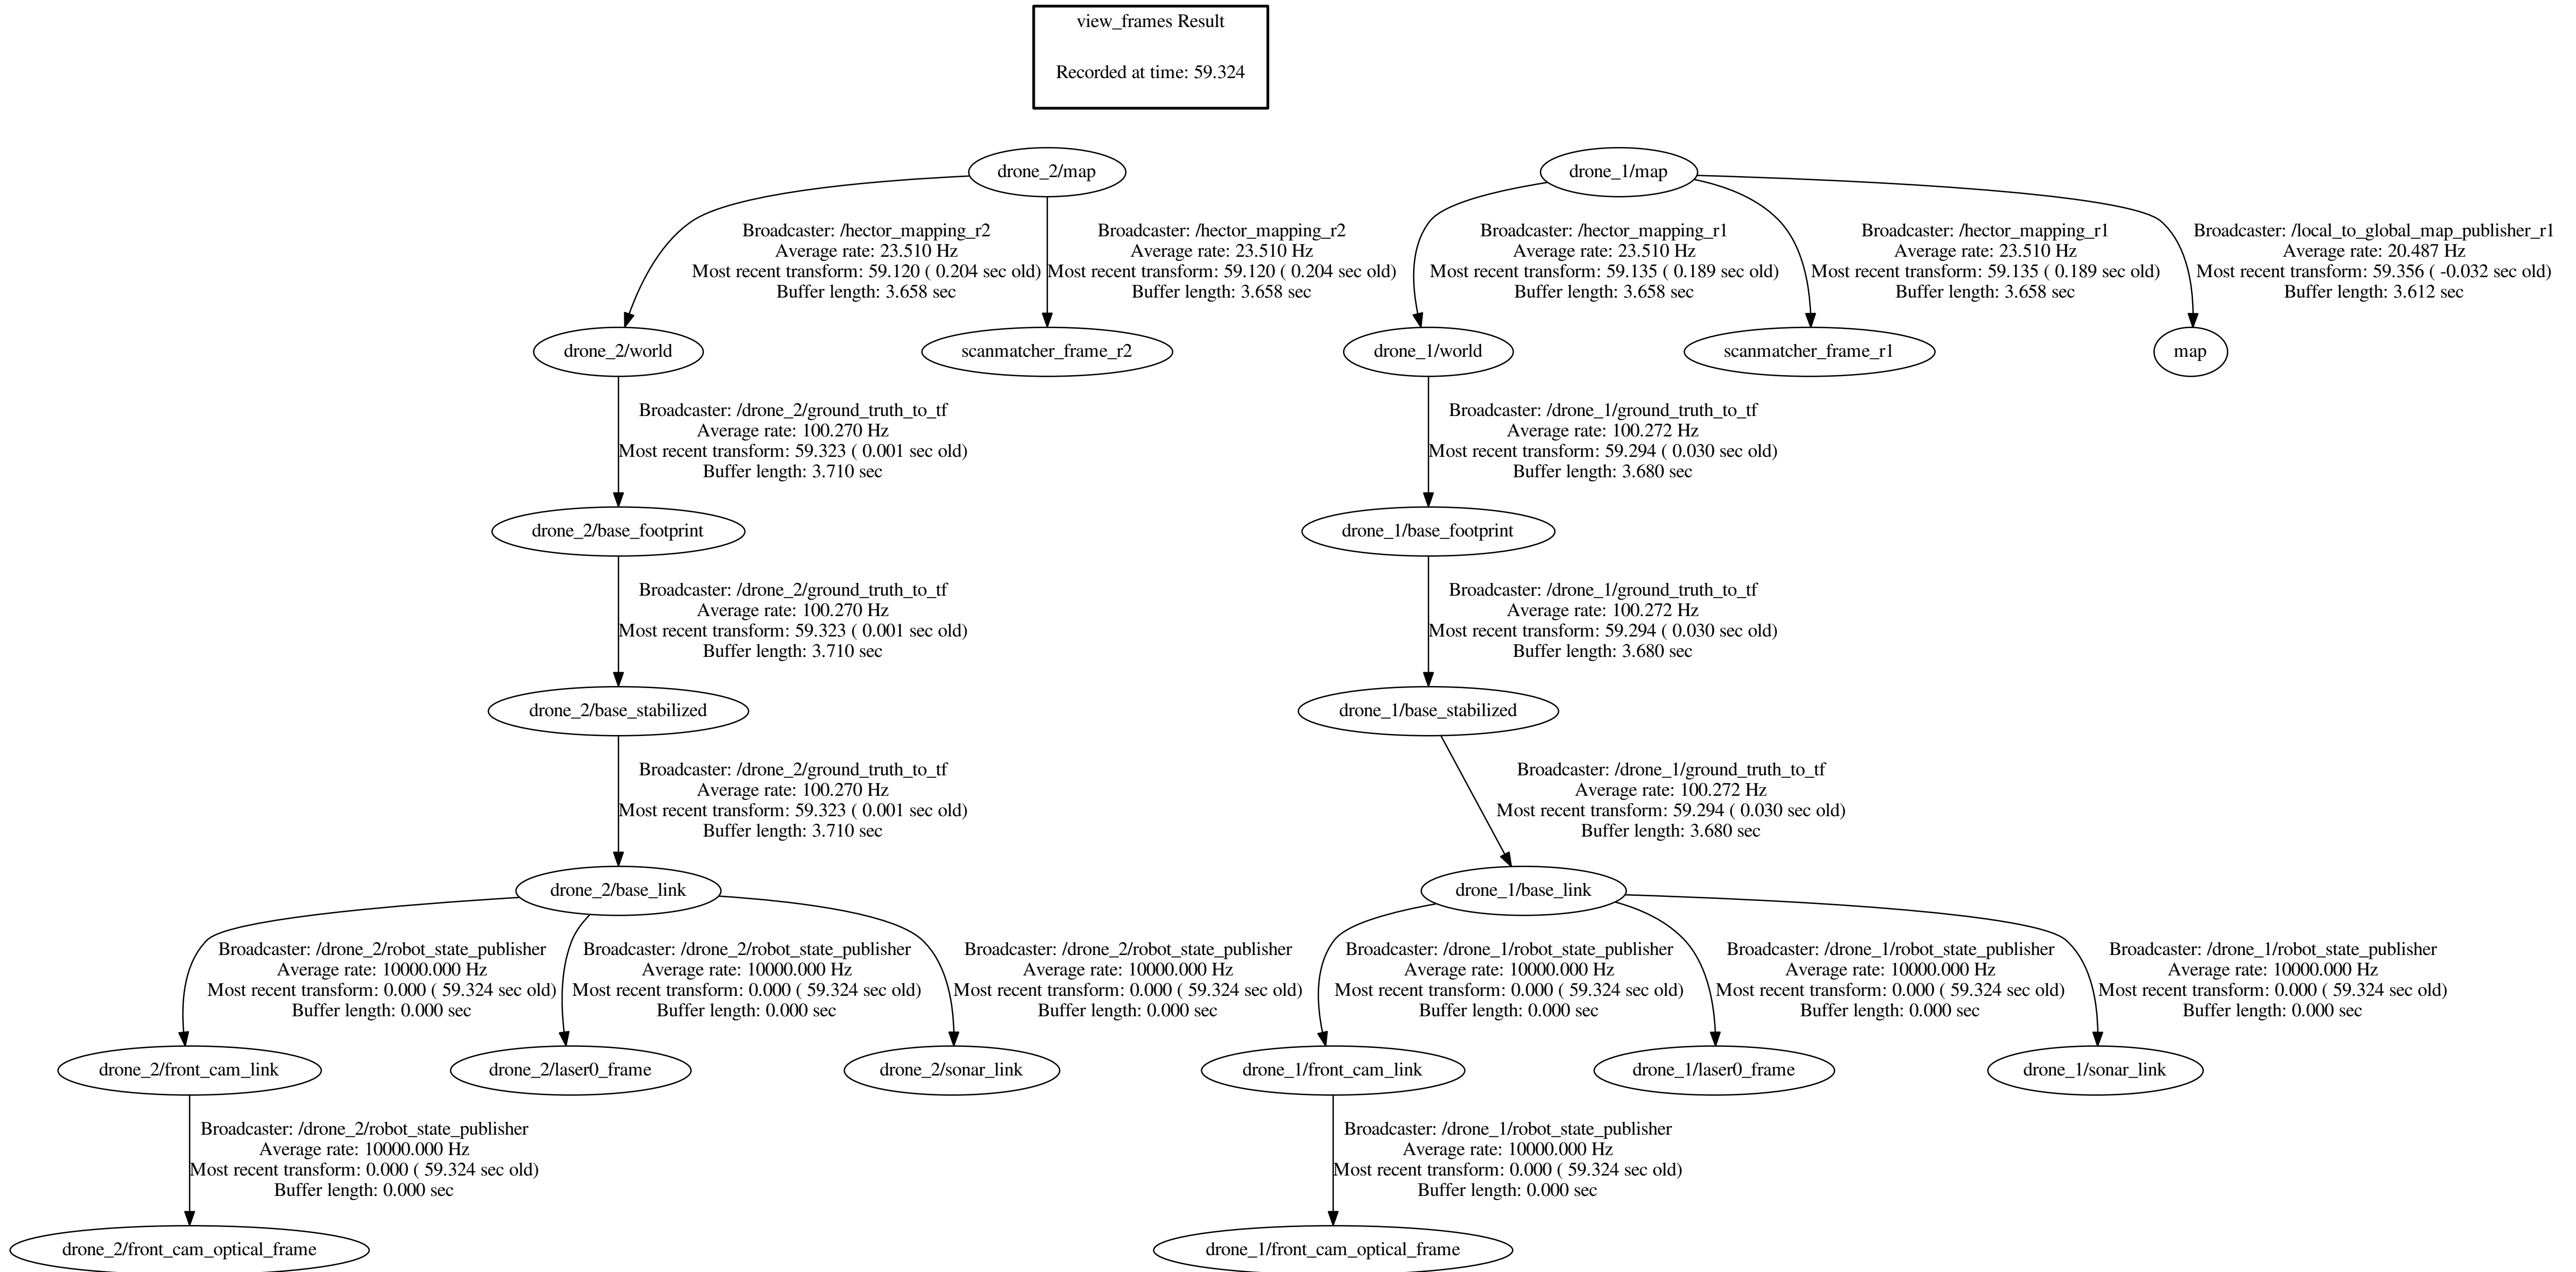 view_frames Result
Recorded at time: 59.324
drone_2/map
drone_1/map
Broadcaster: /hector_mapping_r2
Average rate: 23.510 Hz
Most recent transform: 59.120 ( 0.204 sec old)
Buffer length: 3.658 sec
Broadcaster: /hector_mapping_r2
Average rate: 23.510 Hz
Most recent transform: 59.120 ( 0.204 sec old)
Buffer length: 3.658 sec
Broadcaster: /hector_mapping_r1
Average rate: 23.510 Hz
Most recent transform: 59.135 ( 0.189 sec old)
Buffer length: 3.658 sec
Broadcaster: /hector_mapping_r1
Average rate: 23.510 Hz
Most recent transform: 59.135 ( 0.189 sec old)
Buffer length: 3.658 sec
Broadcaster: /local_to_global_map_publisher_r1
Average rate: 20.487 Hz
Most recent transform: 59.356 ( -0.032 sec old)
Buffer length: 3.612 sec
drone_2/world
scanmatcher_frame_r2
drone_1/world
scanmatcher_frame_r1
map
Broadcaster: /drone_2/ground_truth_to_tf
Average rate: 100.270 Hz
Most recent transform: 59.323 ( 0.001 sec old)
Buffer length: 3.710 sec
Broadcaster: /drone_1/ground_truth_to_tf
Average rate: 100.272 Hz
Most recent transform: 59.294 ( 0.030 sec old)
Buffer length: 3.680 sec
drone_2/base_footprint
drone_1/base_footprint
Broadcaster: /drone_2/ground_truth_to_tf
Average rate: 100.270 Hz
Most recent transform: 59.323 ( 0.001 sec old)
Buffer length: 3.710 sec
Broadcaster: /drone_1/ground_truth_to_tf
Average rate: 100.272 Hz
Most recent transform: 59.294 ( 0.030 sec old)
Buffer length: 3.680 sec
drone_2/base_stabilized
drone_1/base_stabilized
Broadcaster: /drone_2/ground_truth_to_tf
Average rate: 100.270 Hz
Most recent transform: 59.323 ( 0.001 sec old)
Buffer length: 3.710 sec
Broadcaster: /drone_1/ground_truth_to_tf
Average rate: 100.272 Hz
Most recent transform: 59.294 ( 0.030 sec old)
Buffer length: 3.680 sec
drone_2/base_link
drone_1/base_link
Broadcaster: /drone_2/robot_state_publisher
Average rate: 10000.000 Hz
Most recent transform: 0.000 ( 59.324 sec old)
Buffer length: 0.000 sec
Broadcaster: /drone_2/robot_state_publisher
Average rate: 10000.000 Hz
Most recent transform: 0.000 ( 59.324 sec old)
Buffer length: 0.000 sec
Broadcaster: /drone_2/robot_state_publisher
Average rate: 10000.000 Hz
Most recent transform: 0.000 ( 59.324 sec old)
Buffer length: 0.000 sec
Broadcaster: /drone_1/robot_state_publisher
Average rate: 10000.000 Hz
Most recent transform: 0.000 ( 59.324 sec old)
Buffer length: 0.000 sec
Broadcaster: /drone_1/robot_state_publisher
Average rate: 10000.000 Hz
Most recent transform: 0.000 ( 59.324 sec old)
Buffer length: 0.000 sec
Broadcaster: /drone_1/robot_state_publisher
Average rate: 10000.000 Hz
Most recent transform: 0.000 ( 59.324 sec old)
Buffer length: 0.000 sec
drone_2/front_cam_link
drone_2/laser0_frame
drone_2/sonar_link
drone_1/front_cam_link
drone_1/laser0_frame
drone_1/sonar_link
Broadcaster: /drone_2/robot_state_publisher
Average rate: 10000.000 Hz
Most recent transform: 0.000 ( 59.324 sec old)
Buffer length: 0.000 sec
Broadcaster: /drone_1/robot_state_publisher
Average rate: 10000.000 Hz
Most recent transform: 0.000 ( 59.324 sec old)
Buffer length: 0.000 sec
drone_2/front_cam_optical_frame
drone_1/front_cam_optical_frame